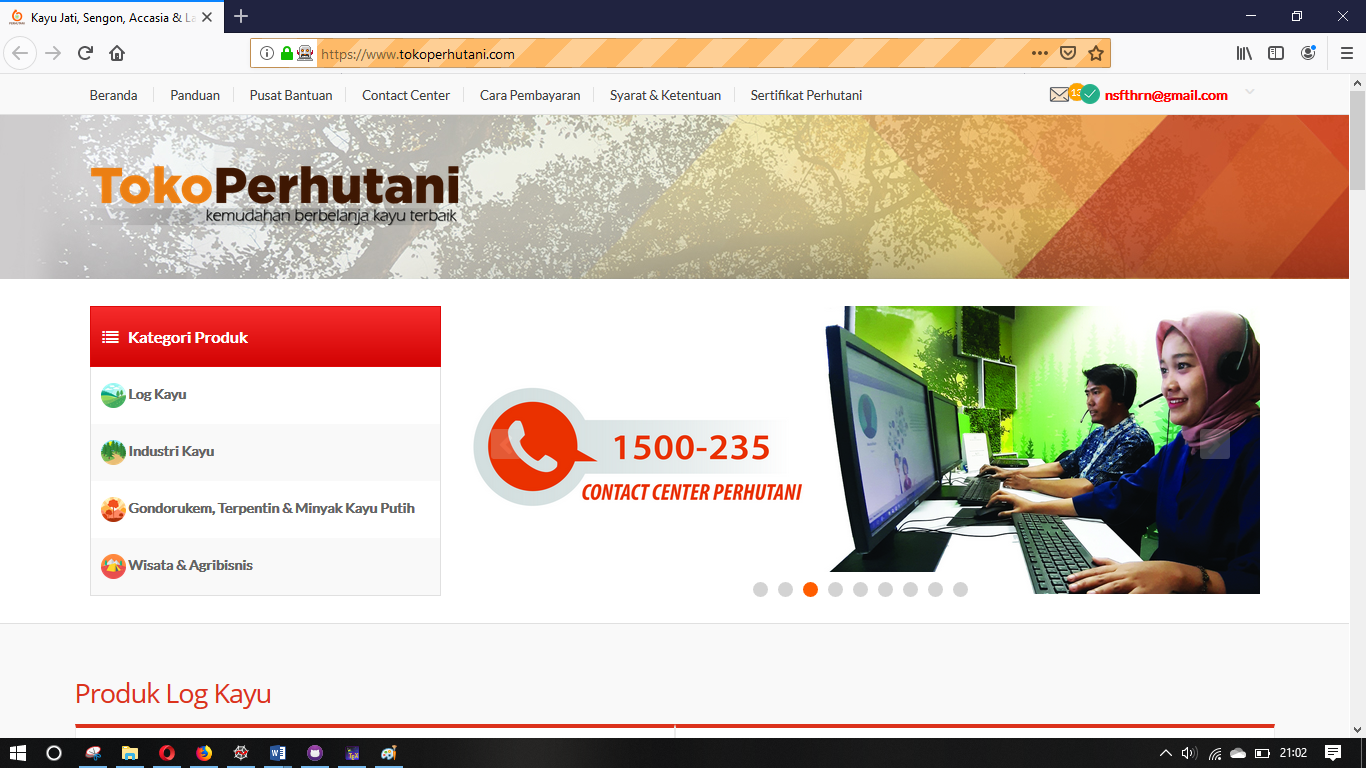 Kayu Jati, Sengon, Accasia & La
https://www.tokoperhutani.com
Beranda
Panduan
Pusat Bantuan
Contact Center
Cara Pembayaran
Syarat & Ketentuan
Sertifikat Perhutani
nsfthrn@gmail.com
TokoPerhutani
kemudahan berbelanja kayu terbaik
Kategori Produk
Log Kayu
Industri Kayu
Gondorukem, Terpentin & Minyak Kayu Putih
Wisata & Agribisnis
1500-235
CONTACT CENTER PERHUTANI
Produk Log Kayu
21:02